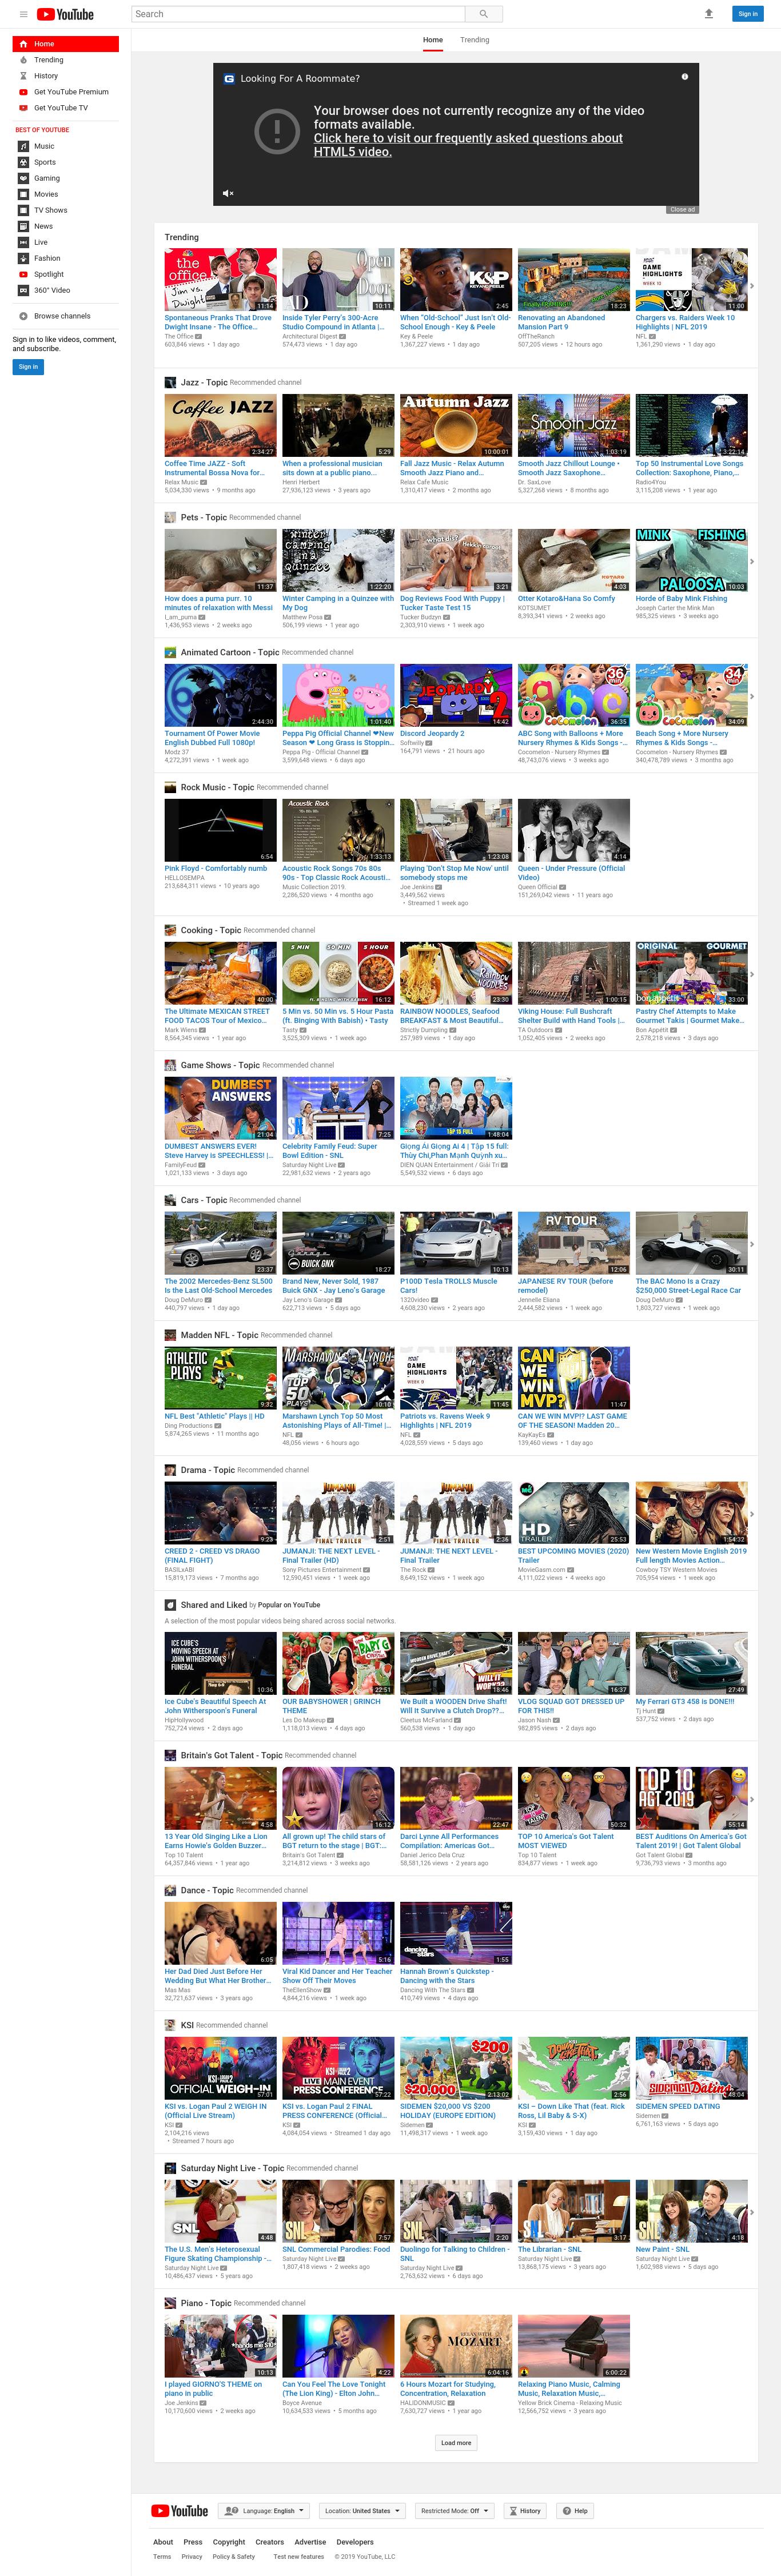 YouTube
Search
Sign in
Home
Trending
History
Get YouTube Premium
Get YouTube TV
BEST OF YOUTUBE
Music
Sports
Gaming
Movies
TV Shows
News
Live
Fashion
Spotlight
360° Video
Browse channels
Sign in to like videos, comment,
and subscribe.
Sign in
Home Trending
Looking For A Roommate?
Your browser does not currently recognize any of the video
formats available.
Click here to visit our frequently asked questions about
HTML5 video.
Close ad
Trending
11:14
Spontaneous Pranks That Drove
Dwight Insane - The Office...
The Office
603,846 views • 1 day ago
10:11
Inside Tyler Perry's 300-Acre
Studio Compound in Atlanta |...
Architectural Digest
574,473 views • 1 day ago
2:45
When "Old-School" Just Isn't Old-
School Enough - Key & Peele
Key & Peele
1,367,227 views • 1 day ago
18:23
Renovating an Abandoned
Mansion Part 9
OffTheRanch
507,205 views • 12 hours ago
11:00
Chargers vs. Raiders Week 10
Highlights | NFL 2019
NFL
1,361,290 views • 1 day ago
Jazz - Topic Recommended channel
2:34:27
Coffee Time JAZZ - Soft
Instrumental Bossa Nova for...
Relax Music
5,034,330 views • 9 months ago
5:29
When a professional musician
sits down at a public piano...
Henri Herbert
27,936,123 views • 3 years ago
10:00:01
Fall Jazz Music - Relax Autumn
Smooth Jazz Piano and...
Relax Cafe Music
1,310,417 views • 2 months ago
1:03:19
Smooth Jazz Chillout Lounge •
Smooth Jazz Saxophone...
Dr. SaxLove
5,327,268 views • 8 months ago
3:22:14
Top 50 Instrumental Love Songs
Collection: Saxophone, Piano,...
Radio4You
3,115,208 views • 1 year ago
Pets - Topic Recommended channel
11:37
How does a puma purr. 10
minutes of relaxation with Messi
I_am_puma
1,436,953 views • 2 weeks ago
1:22:20
Winter Camping in a Quinzee with
My Dog
Matthew Posa
506,199 views • 1 year ago
3:21
Dog Reviews Food With Puppy |
Tucker Taste Test 15
Tucker Budzyn
2,303,910 views • 1 week ago
4:03
Otter Kotaro&Hana So Comfy
KOTSUMET
8,393,341 views • 2 weeks ago
10:03
Horde of Baby Mink Fishing
Joseph Carter the Mink Man
985,325 views • 3 weeks ago
Animated Cartoon - Topic Recommended channel
2:44:30
Tournament Of Power Movie
English Dubbed Full 1080p!
Modz 37
4,272,391 views • 1 week ago
1:01:40
Peppa Pig Official Channel ❤New
Season ❤ Long Grass is Stoppin...
Peppa Pig - Official Channel
3,599,648 views • 6 days ago
14:42
Discord Jeopardy 2
Softwilly
164,791 views • 21 hours ago
36:35
ABC Song with Balloons + More
Nursery Rhymes & Kids Songs -...
Cocomelon - Nursery Rhymes
48,743,076 views • 3 weeks ago
34:09
Beach Song + More Nursery
Rhymes & Kids Songs -...
Cocomelon - Nursery Rhymes
340,478,789 views • 3 months ago
Rock Music - Topic Recommended channel
6:54
Pink Floyd - Comfortably numb
HELLOSEMPA
213,684,311 views • 10 years ago
1:33:13
Acoustic Rock Songs 70s 80s
90s - Top Classic Rock Acousti...
Music Collection 2019.
2,286,520 views • 4 months ago
1:23:08
Playing 'Don't Stop Me Now' until
somebody stops me
Joe Jenkins
3,449,562 views
• Streamed 1 week ago
4:14
Queen - Under Pressure (Official
Video)
Queen Official
151,269,042 views • 11 years ago
Cooking - Topic Recommended channel
40:00
The Ultimate MEXICAN STREET
FOOD TACOS Tour of Mexico...
Mark Wiens
8,564,345 views • 1 year ago
16:12
5 Min vs. 50 Min vs. 5 Hour Pasta
(ft. Binging With Babish) • Tasty
Tasty
3,525,309 views • 1 week ago
23:30
RAINBOW NOODLES, Seafood
BREAKFAST & Most Beautiful...
Strictly Dumpling
257,989 views • 1 day ago
1:00:15
Viking House: Full Bushcraft
Shelter Build with Hand Tools |...
TA Outdoors
1,052,405 views • 2 weeks ago
33:00
Pastry Chef Attempts to Make
Gourmet Takis | Gourmet Make...
Bon Appétit
2,578,218 views • 3 days ago
Game Shows - Topic Recommended channel
21:04
DUMBEST ANSWERS EVER!
Steve Harvey is SPEECHLESS! |...
FamilyFeud
1,021,133 views • 3 days ago
7:25
Celebrity Family Feud: Super
Bowl Edition - SNL
Saturday Night Live
22,981,632 views • 2 years ago
1:48:04
Giọng Ải Giọng Ai 4 | Tập 15 full:
Thùy Chi,Phan Mạnh Quỳnh xu...
DIEN QUAN Entertainment / Giải Trí
5,549,532 views • 6 days ago
Cars - Topic Recommended channel
23:37
The 2002 Mercedes-Benz SL500
Is the Last Old-School Mercedes
Doug DeMuro
440,797 views • 1 day ago
18:27
Brand New, Never Sold, 1987
Buick GNX - Jay Leno's Garage
Jay Leno's Garage
622,713 views • 5 days ago
10:13
P100D Tesla TROLLS Muscle
Cars!
1320video
4,608,230 views • 2 years ago
12:06
JAPANESE RV TOUR (before
remodel)
Jennelle Eliana
2,444,582 views • 1 week ago
30:11
The BAC Mono Is a Crazy
$250,000 Street-Legal Race Car
Doug DeMuro
1,803,727 views • 1 week ago
Madden NFL - Topic Recommended channel
9:32
NFL Best "Athletic" Plays || HD
Ding Productions
5,874,265 views • 11 months ago
10:10
Marshawn Lynch Top 50 Most
Astonishing Plays of All-Time! |...
NFL
48,056 views • 6 hours ago
11:45
Patriots vs. Ravens Week 9
Highlights | NFL 2019
NFL
4,028,559 views • 5 days ago
11:47
CAN WE WIN MVP!? LAST GAME
OF THE SEASON! Madden 20...
KayKayEs
139,460 views • 1 day ago
Drama - Topic Recommended channel
9:23
CREED 2 - CREED VS DRAGO
(FINAL FIGHT)
BASILxABI
15,819,173 views • 7 months ago
2:51
JUMANJI: THE NEXT LEVEL -
Final Trailer (HD)
Sony Pictures Entertainment
12,590,451 views • 1 week ago
2:36
JUMANJI: THE NEXT LEVEL -
Final Trailer
The Rock
8,649,152 views • 1 week ago
25:53
BEST UPCOMING MOVIES (2020)
Trailer
MovieGasm.com
4,111,022 views • 4 weeks ago
1:54:32
New Western Movie English 2019
Full length Movies Action...
Cowboy TSY Western Movies
705,954 views • 1 week ago
Shared and Liked by Popular on YouTube
A selection of the most popular videos being shared across social networks.
10:36
Ice Cube's Beautiful Speech At
John Witherspoon's Funeral
HipHollywood
752,724 views • 2 days ago
22:51
OUR BABYSHOWER | GRINCH
THEME
Les Do Makeup
1,118,013 views • 4 days ago
18:46
We Built a WOODEN Drive Shaft!
Will It Survive a Clutch Drop??...
Cleetus McFarland
560,538 views • 1 day ago
16:37
VLOG SQUAD GOT DRESSED UP
FOR THIS!!
Jason Nash
982,895 views • 2 days ago
27:49
My Ferrari GT3 458 is DONE!!!
Tj Hunt
537,752 views • 2 days ago
Britain's Got Talent - Topic Recommended channel
4:58
13 Year Old Singing Like a Lion
Earns Howie's Golden Buzzer...
Top 10 Talent
64,357,846 views • 1 year ago
16:12
All grown up! The child stars of
BGT return to the stage | BGT:...
Britain's Got Talent
3,214,812 views • 3 weeks ago
22:47
Darci Lynne All Performances
Compilation: Americas Got...
Daniel Jerico Dela Cruz
58,581,126 views • 2 years ago
50:32
TOP 10 America's Got Talent
MOST VIEWED
Top 10 Talent
834,877 views • 1 week ago
55:14
BEST Auditions On America's Got
Talent 2019! | Got Talent Global
Got Talent Global
9,736,793 views • 3 months ago
Dance - Topic Recommended channel
6:05
Her Dad Died Just Before Her
Wedding But What Her Brother...
Mas Mas
32,721,637 views • 3 years ago
5:16
Viral Kid Dancer and Her Teacher
Show Off Their Moves
TheEllenShow
4,844,216 views • 1 week ago
1:55
Hannah Brown's Quickstep -
Dancing with the Stars
Dancing With The Stars
410,749 views • 4 days ago
KSI Recommended channel
57:01
KSI vs. Logan Paul 2 WEIGH IN
(Official Live Stream)
KSI
2,104,216 views
• Streamed 7 hours ago
57:22
KSI vs. Logan Paul 2 FINAL
PRESS CONFERENCE (Official...
KSI
4,084,054 views • Streamed 1 day ago
2:13:02
SIDEMEN $20,000 VS $200
HOLIDAY (EUROPE EDITION)
Sidemen
11,498,317 views • 1 week ago
2:56
KSI – Down Like That (feat. Rick
Ross, Lil Baby & S-X)
KSI
3,159,430 views • 1 day ago
48:04
SIDEMEN SPEED DATING
Sidemen
6,761,163 views • 5 days ago
Saturday Night Live - Topic Recommended channel
4:48
The U.S. Men's Heterosexual
Figure Skating Championship -...
Saturday Night Live
10,486,437 views • 5 years ago
7:57
SNL Commercial Parodies: Food
Saturday Night Live
1,807,418 views • 2 weeks ago
2:20
Duolingo for Talking to Children -
SNL
Saturday Night Live
2,763,632 views • 6 days ago
3:17
The Librarian - SNL
Saturday Night Live
13,868,175 views • 3 years ago
4:18
New Paint - SNL
Saturday Night Live
1,602,988 views • 5 days ago
Piano - Topic Recommended channel
10:13
I played GIORNO'S THEME on
piano in public
Joe Jenkins
10,170,600 views • 2 weeks ago
4:22
Can You Feel The Love Tonight
(The Lion King) - Elton John...
Boyce Avenue
10,634,533 views • 5 months ago
6:04:16
6 Hours Mozart for Studying,
Concentration, Relaxation
HALIDONMUSIC
7,630,727 views • 1 year ago
6:00:22
Relaxing Piano Music, Calming
Music, Relaxation Music,...
Yellow Brick Cinema - Relaxing Music
12,566,752 views • 3 years ago
Load more
YouTube
Language: English
Location: United States
Restricted Mode: Off
History
Help
About Press Copyright Creators Advertise Developers
Terms Privacy Policy & Safety Test new features © 2019 YouTube, LLC